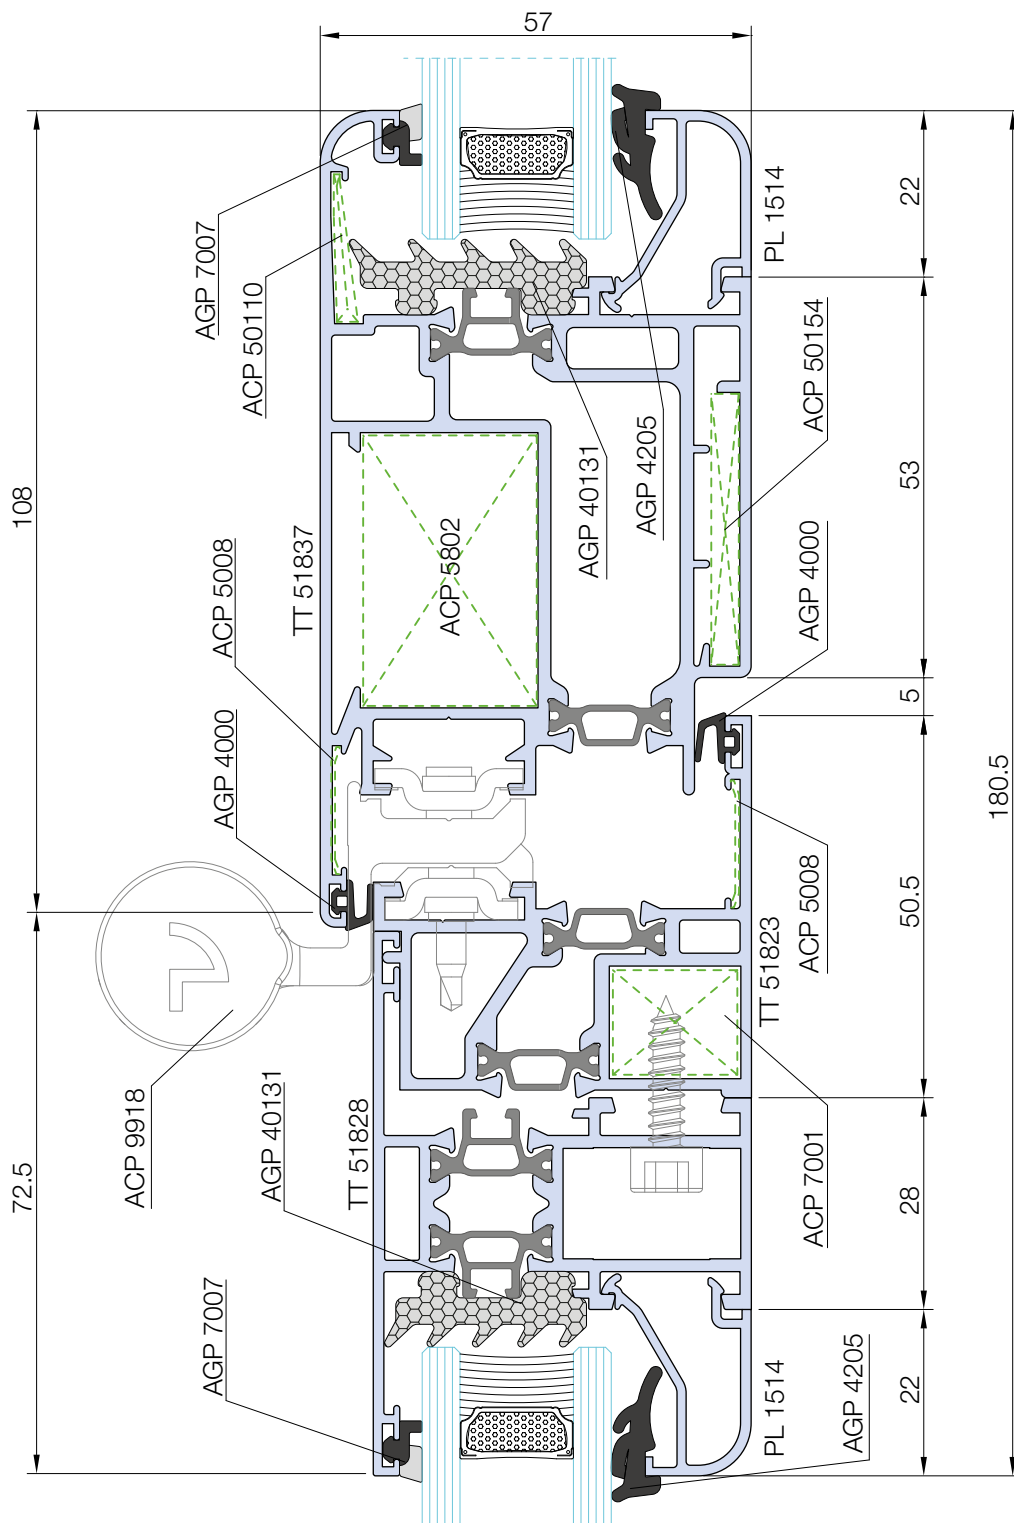 57
22
PL 1514
AGP 7007
ACP 50110
ACP 50154
AGP 4205
AGP 40131
53
108
TT 51837
ACP 5802
ACP 5008
AGP 4000
AGP 4000
5
180.5
ACP 5008
50.5
TT 51823
ACP 9918
AGP 40131
TT 51828
ACP 7001
72.5
28
AGP 7007
PL 1514
AGP 4205
22